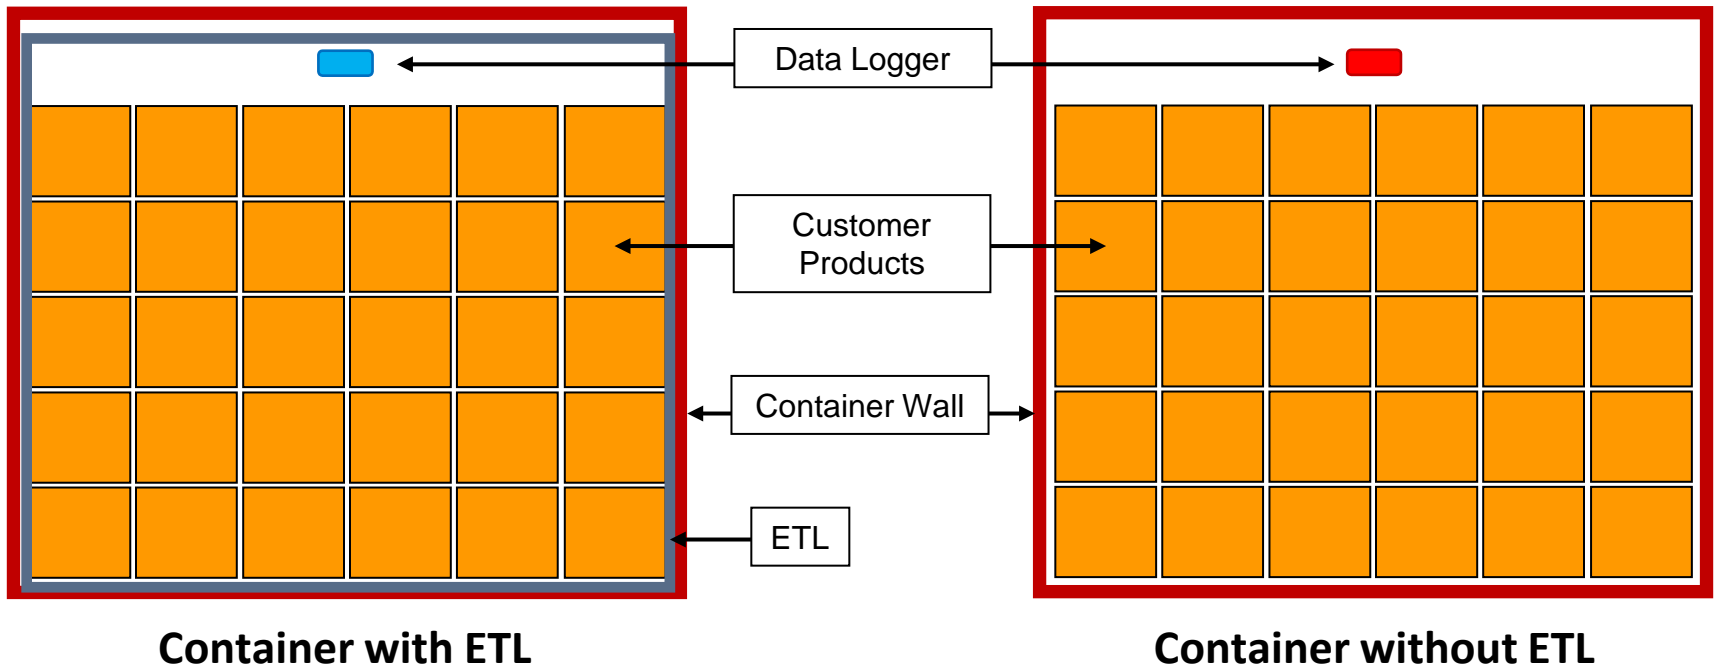 Data Logger
Customer
Products
Container Wall
ETL
Container with ETL
Container without ETL